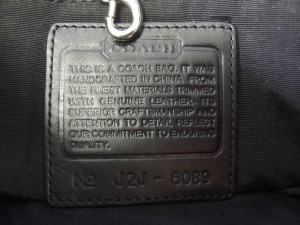 COACH
THIS IS A COACH BAG. IT WAS
HANDCRAFTED IN CHINA FROM
THE FINEST MATERIALS TRIMMED
WITH GENUINE LEATHER. ITS
SUPERIOR CRAFTSMANSHIP AND
ATTENTION TO DETAIL REFLECT
OUR COMMITMENT TO ENDURING
QUALITY.
Nº J2J - 6089